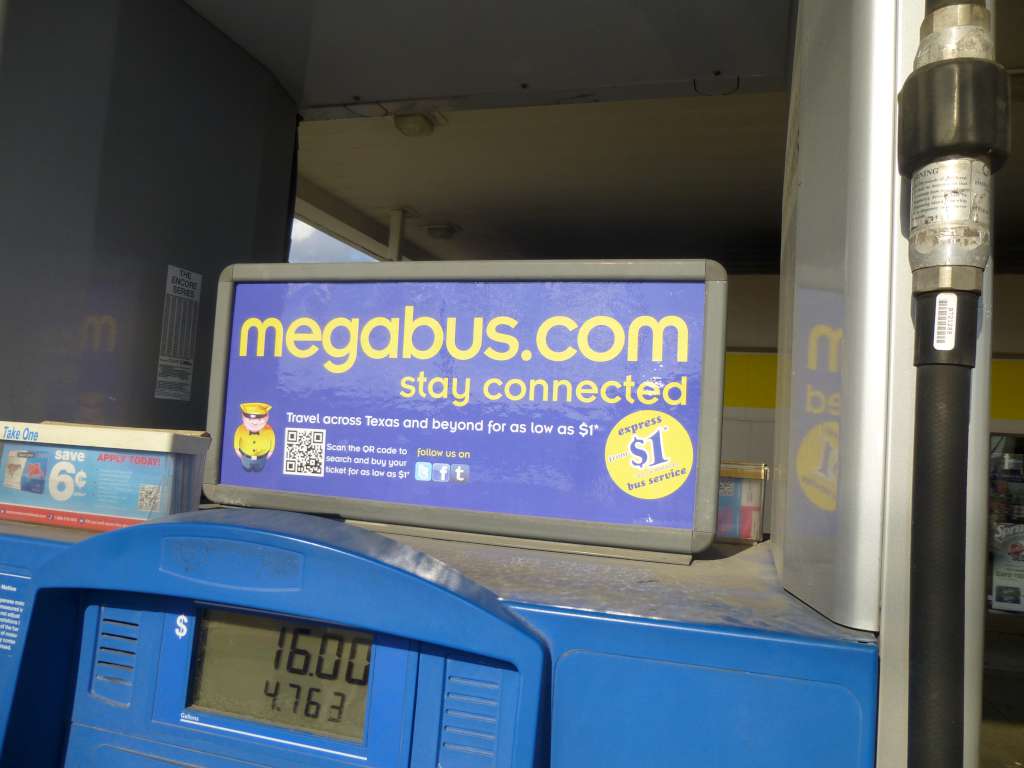 megabus.com
stay connected
Travel across Texas and beyond for as low as $1*
Scan the QR code to
search and buy your
ticket for as low as $1*
follow us on
f t
express
from $1
bus service
THE
ENCORE
SERIES
Take One
save
6¢
APPLY TODAY!
$
16.00
4.763
Gallons